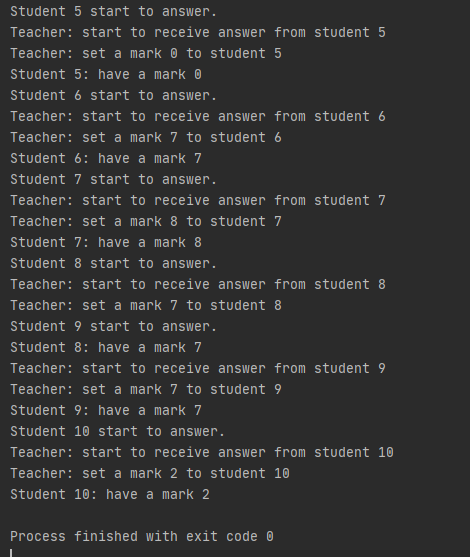 Student 5 start to answer.
Teacher: start to receive answer from student 5
Teacher: set a mark 0 to student 5
Student 5: have a mark 0
Student 6 start to answer.
Teacher: start to receive answer from student 6
Teacher: set a mark 7 to student 6
Student 6: have a mark 7
Student 7 start to answer.
Teacher: start to receive answer from student 7
Teacher: set a mark 8 to student 7
Student 7: have a mark 8
Student 8 start to answer.
Teacher: start to receive answer from student 8
Teacher: set a mark 7 to student 8
Student 9 start to answer.
Student 8: have a mark 7
Teacher: start to receive answer from student 9
Teacher: set a mark 7 to student 9
Student 9: have a mark 7
Student 10 start to answer.
Teacher: start to receive answer from student 10
Teacher: set a mark 2 to student 10
Student 10: have a mark 2
Process finished with exit code 0